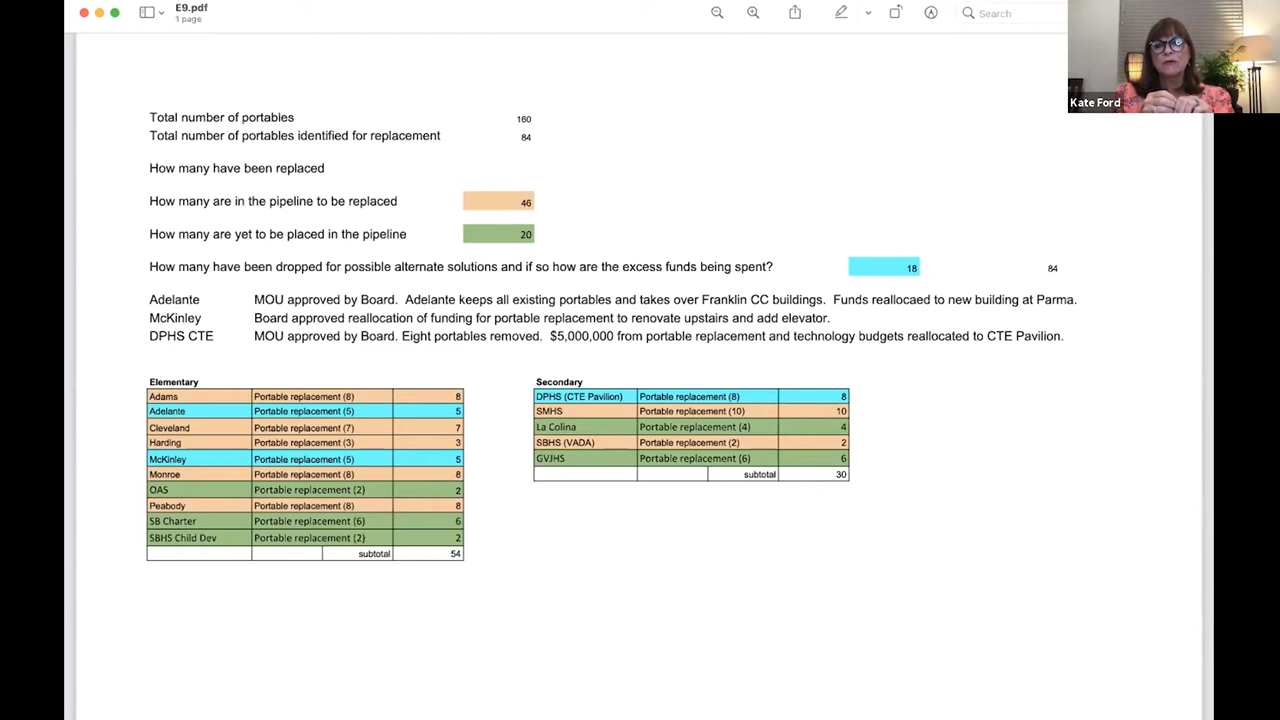 E9.pdf
1 page
Search
Kate Ford
Total number of portables 160
Total number of portables identified for replacement 84
How many have been replaced
How many are in the pipeline to be replaced 46
How many are yet to be placed in the pipeline 20
How many have been dropped for possible alternate solutions and if so how are the excess funds being spent? 18 84
Adelante MOU approved by Board. Adelante keeps all existing portables and takes over Franklin CC buildings. Funds reallocaed to new building at Parma.
McKinley Board approved reallocation of funding for portable replacement to renovate upstairs and add elevator.
DPHS CTE MOU approved by Board. Eight portables removed. $5,000,000 from portable replacement and technology budgets reallocated to CTE Pavilion.
Elementary
Adams Portable replacement (8) 8
Adelante Portable replacement (5) 5
Cleveland Portable replacement (7) 7
Harding Portable replacement (3) 3
McKinley Portable replacement (5) 5
Monroe Portable replacement (8) 8
OAS Portable replacement (2) 2
Peabody Portable replacement (8) 8
SB Charter Portable replacement (6) 6
SBHS Child Dev Portable replacement (2) 2
subtotal 54
Secondary
DPHS (CTE Pavilion) Portable replacement (8) 8
SMHS Portable replacement (10) 10
La Colina Portable replacement (4) 4
SBHS (VADA) Portable replacement (2) 2
GVJHS Portable replacement (6) 6
subtotal 30